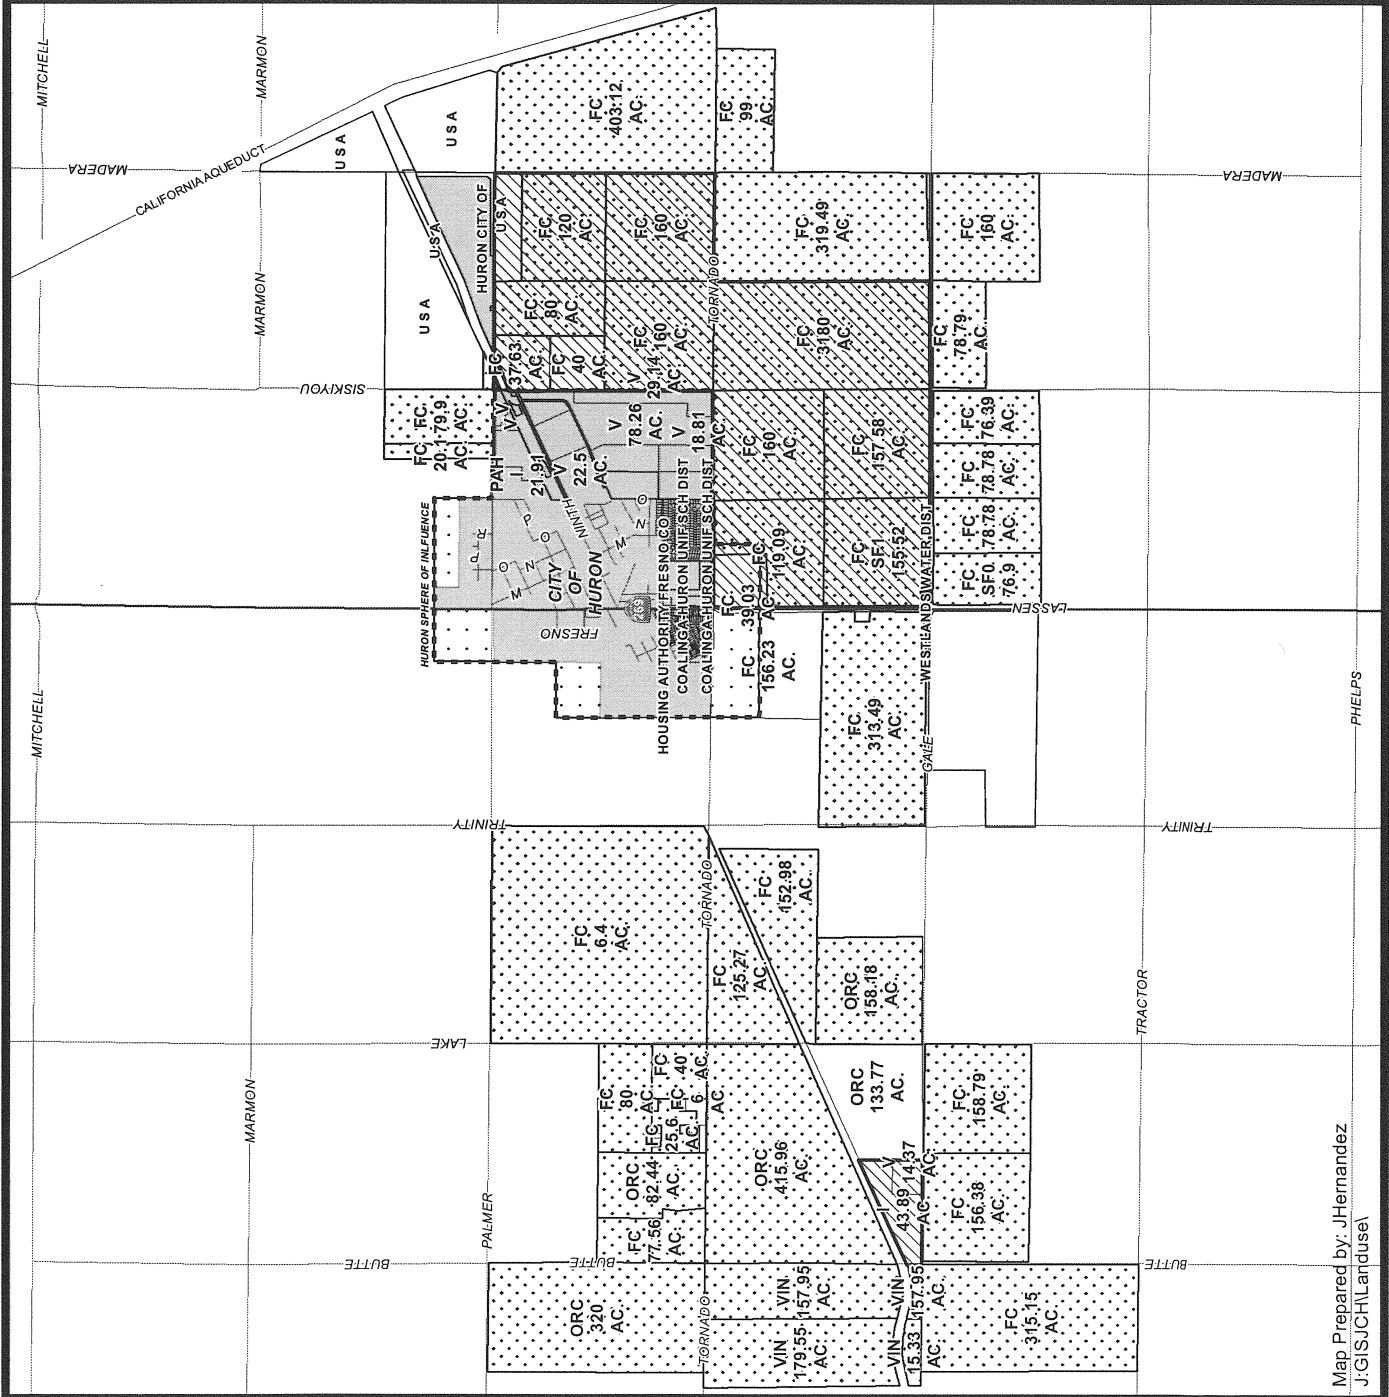 MITCHELL
MITCHELL
MARMON
MARMON
MARMON
MADERA
CALIFORNIA AQUEDUCT
U S A
U S A
U S A
U S A
HURON CITY OF
U S A
FC
403.12
AC.
FC
99
AC.
SISKIYOU
FC
79.9
AC.
FC
20.1
AC.
FC
120
AC.
FC
160
AC.
FC
80
AC.
FC
37.63
AC.
FC
40
AC.
FC
160
AC.
V
29.14
AC.
TORNADO
FC
319.49
AC.
FC
3180
AC.
MADERA
FC
160
AC.
FC
78.79
AC.
HURON SPHERE OF INLFUENCE
PAH
I
21.91
V
V
V
22.5
AC.
V
78.26
AC.
V
18.81
AC.
P
P
P
O
O
N
M
NINTH
M
N
O
CITY
OF
HURON
FRESNO
HOUSING AUTHORITY FRESNO CO
COALINGA-HURON UNIF SCH DIST
COALINGA-HURON UNIF SCH DIST
FC
160
AC.
FC
157.58
AC.
FC
119.09
AC.
FC
SF1
155.52
FC
39.03
AC.
FC
156.23
AC.
FC
76.39
AC.
FC
78.78
AC.
FC
78.78
AC.
FC
SF0
76.9
WESTLANDS WATER DIST
LASSEN
FC
313.49
AC.
GALE
PHELPS
TRINITY
TRINITY
FC
6.4
AC.
TORNADO
FC
152.98
AC.
FC
125.27
AC.
ORC
158.18
AC.
TRACTOR
LAKE
FC
80
AC.
FC
40
AC.
FC
25.6
AC.
FC
6
AC.
ORC
82.44
AC.
FC
77.56
AC.
ORC
415.96
AC.
ORC
133.77
AC.
V
14.37
AC.
I
43.89
AC.
FC
158.79
AC.
FC
156.38
AC.
PALMER
BUTTE
BUTTE
BUTTE
ORC
320
AC.
TORNADO
VIN
157.95
AC.
VIN
179.55
AC.
VIN
157.95
AC.
VIN
15.33
AC.
FC
315.15
AC.
Map Prepared by: JHernandez
J:GISJCH\Landuse\